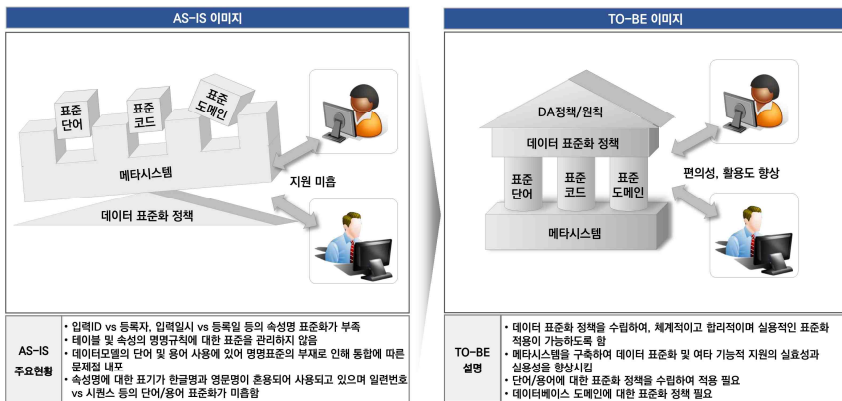 AS-IS 이미지
표준
단어
표준
코드
표준
도메인
메타시스템
데이터 표준화 정책
지원 미흡
AS-IS
주요현황
• 입력ID vs 등록자, 입력일시 vs 등록일 등의 속성명 표준화가 부족
• 테이블 및 속성의 명명규칙에 대한 표준을 관리하지 않음
• 데이터모델의 단어 및 용어 사용에 있어 명명표준의 부재로 인해 통합에 따른
문제점 내포
• 속성명에 대한 표기가 한글명과 영문명이 혼용되어 사용되고 있으며 일련번호
vs 시퀀스 등의 단어/용어 표준화가 미흡함
TO-BE 이미지
DA정책/원칙
데이터 표준화 정책
표준
단어
표준
코드
표준
도메인
메타시스템
편의성, 활용도 향상
TO-BE
설명
• 데이터 표준화 정책을 수립하여, 체계적이고 합리적이며 실용적인 표준화
적용이 가능하도록 함
• 메타시스템을 구축하여 데이터 표준화 및 여타 기능적 지원의 실효성과
실용성을 향상시킴
• 단어/용어에 대한 표준화 정책을 수립하여 적용 필요
• 데이터베이스 도메인에 대한 표준화 정책 필요